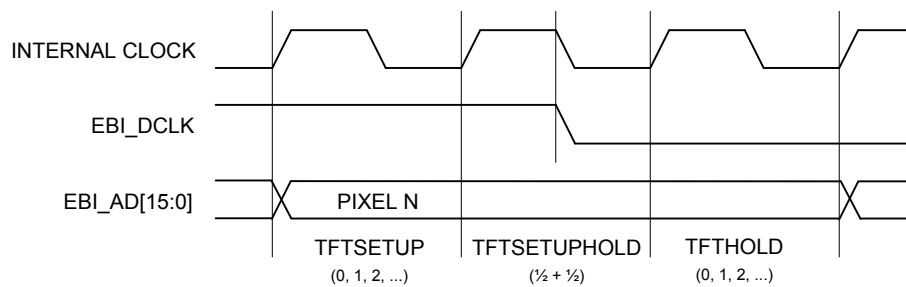 INTERNAL CLOCK
EBI_DCLK
EBI_AD[15:0]
PIXEL N
TFTSETUP
TFTSETUPHOLD
TFTHOLD
(0, 1, 2, ...)
(½ + ½)
(0, 1, 2, ...)